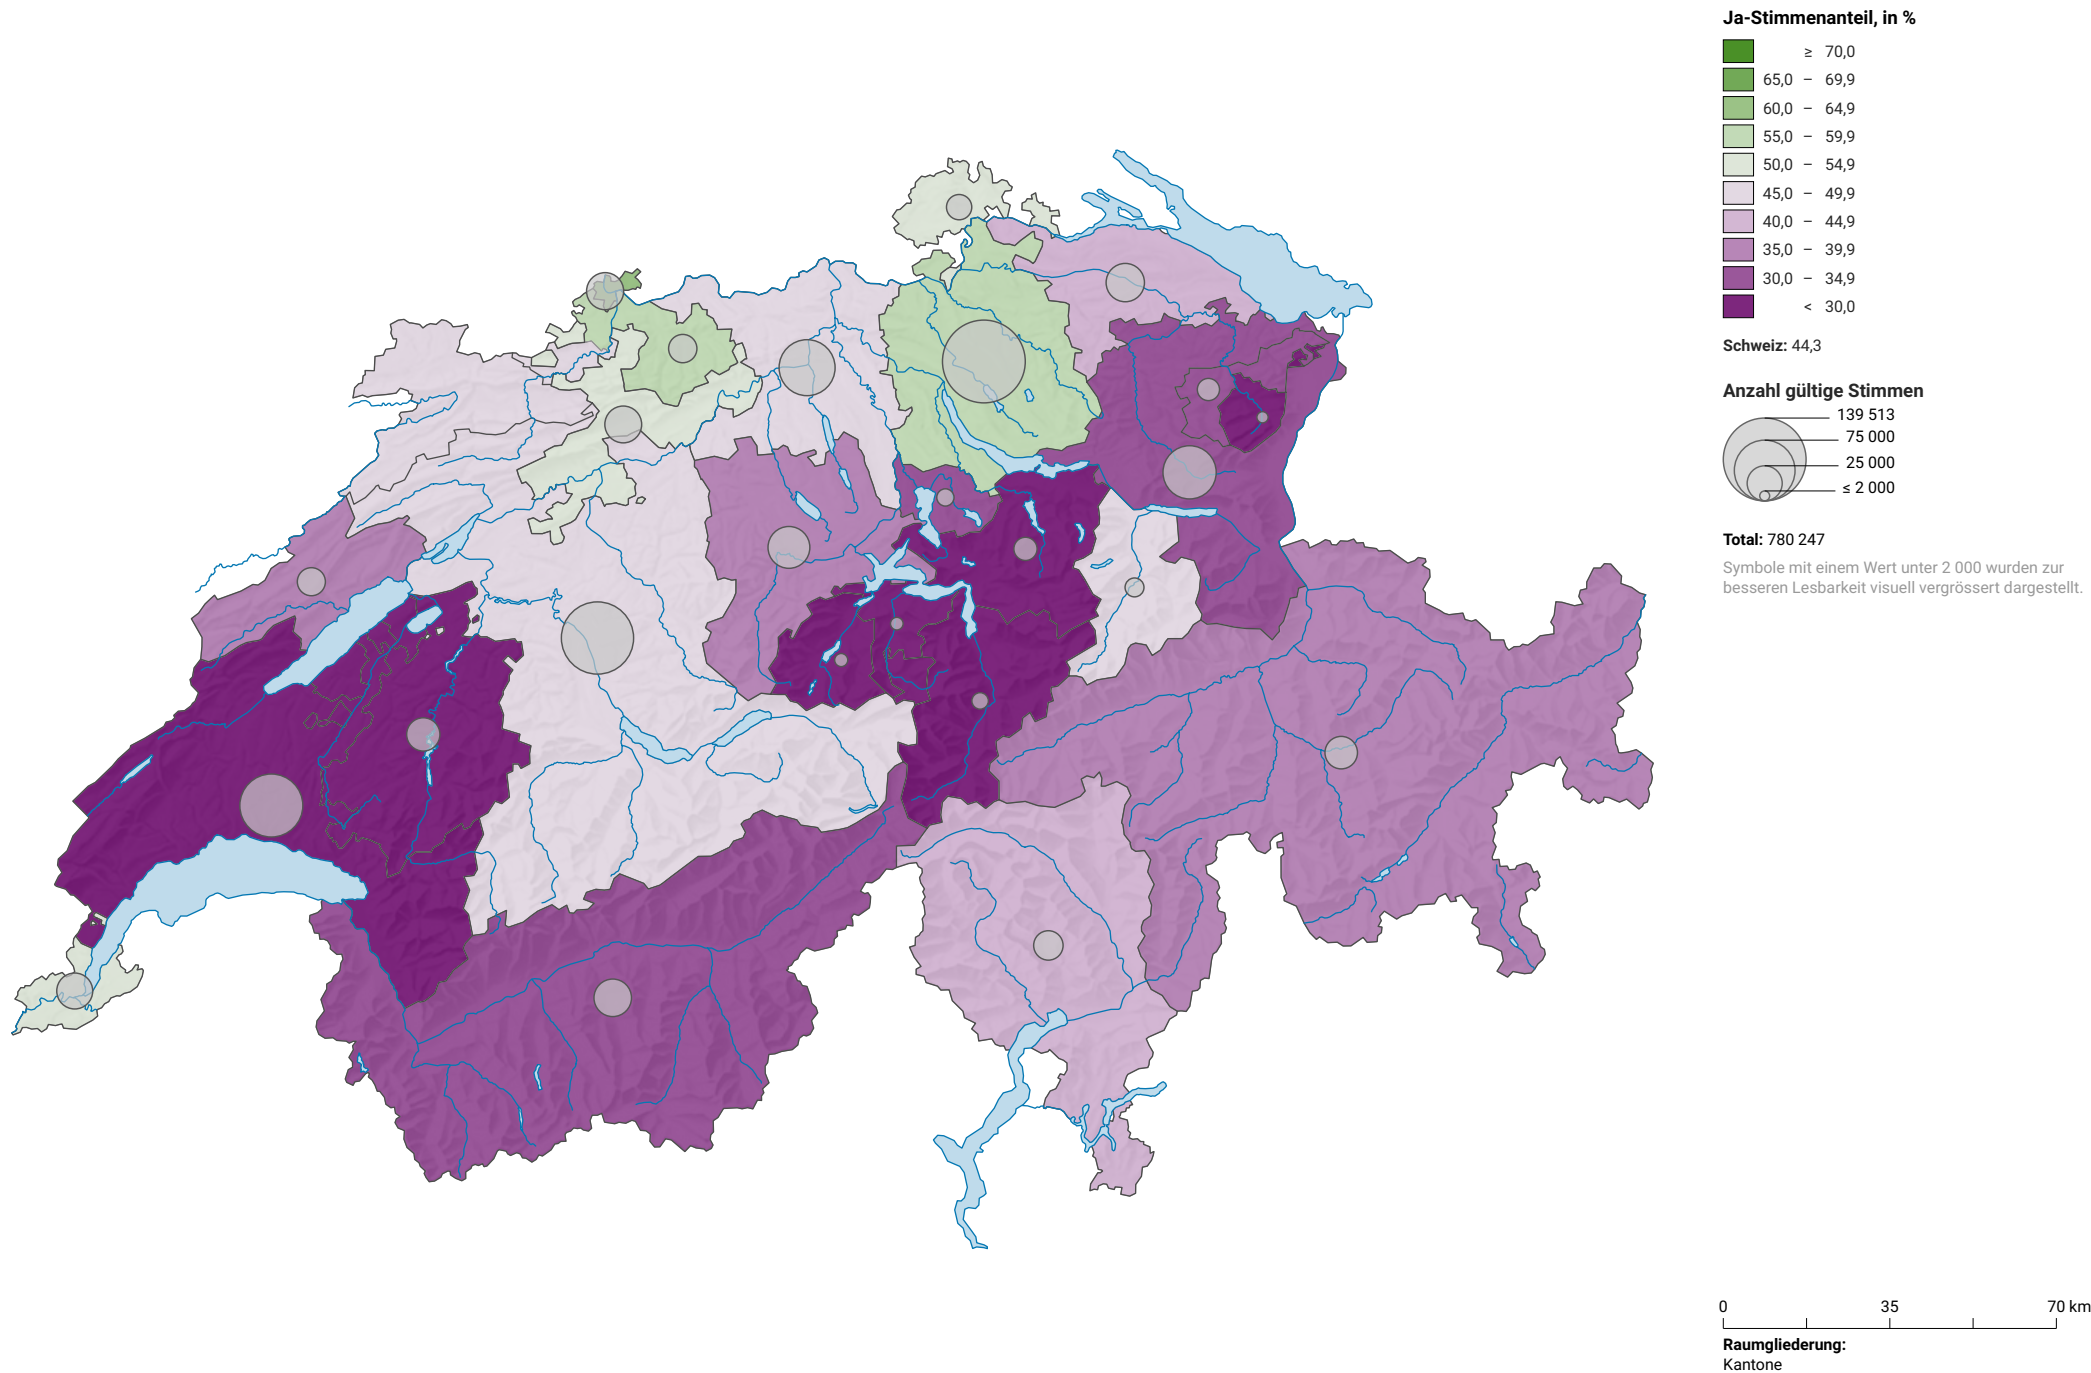 Ja-Stimmenanteil, in %
≥ 70,0
65,0 – 69,9
60,0 – 64,9
55,0 – 59,9
50,0 – 54,9
45,0 – 49,9
40,0 – 44,9
35,0 – 39,9
30,0 – 34,9
< 30,0
Schweiz: 44,3
Anzahl gültige Stimmen
139 513
75 000
25 000
≤ 2 000
Total: 780 247
Symbole mit einem Wert unter 2 000 wurden zur
besseren Lesbarkeit visuell vergrössert dargestellt.
0 35 70 km
Raumgliederung:
Kantone